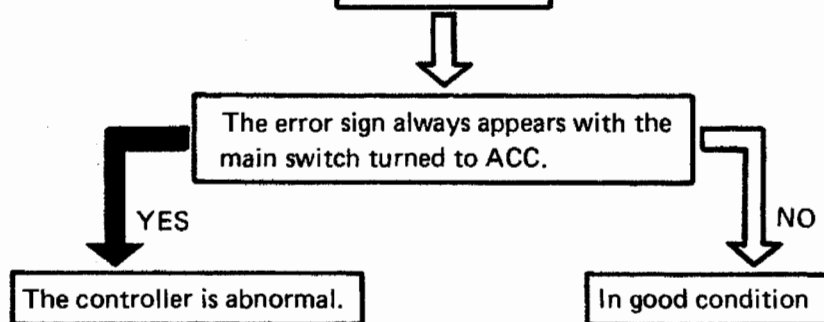 The error sign always appears with the
main switch turned to ACC.
YES
NO
The controller is abnormal.
In good condition